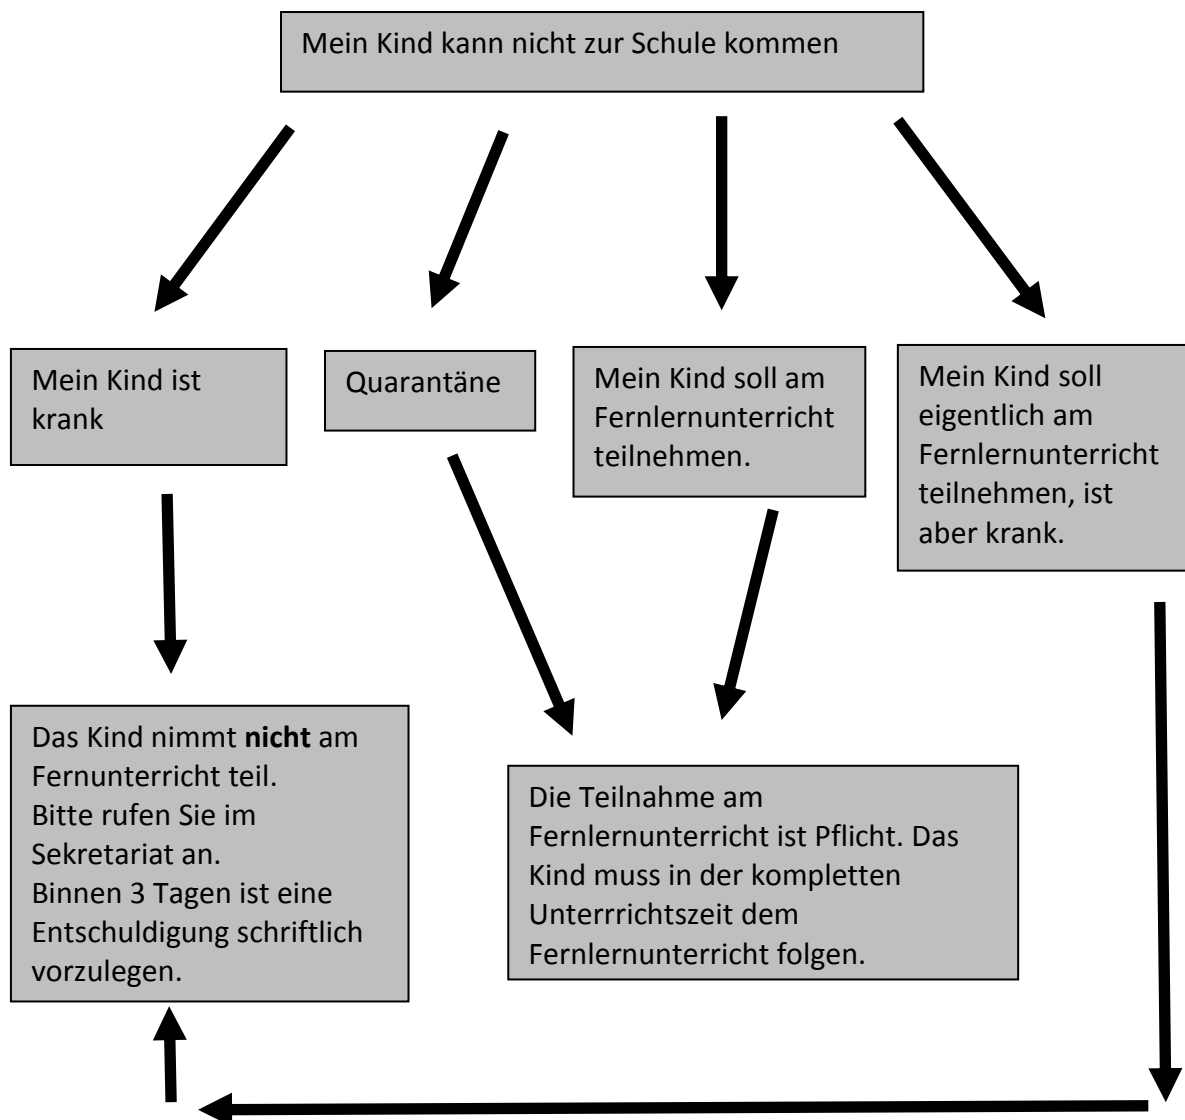 Mein Kind kann nicht zur Schule kommen
Mein Kind ist
krank
Quarantäne
Mein Kind soll am
Fernlernunterricht
teilnehmen.
Mein Kind soll
eigentlich am
Fernlernunterricht
teilnehmen, ist
aber krank.
Das Kind nimmt nicht am
Fernunterricht teil.
Bitte rufen Sie im
Sekretariat an.
Binnen 3 Tagen ist eine
Entschuldigung schriftlich
vorzulegen.
Die Teilnahme am
Fernlernunterricht ist Pflicht. Das
Kind muss in der kompletten
Unterrrichtszeit dem
Fernlernunterricht folgen.